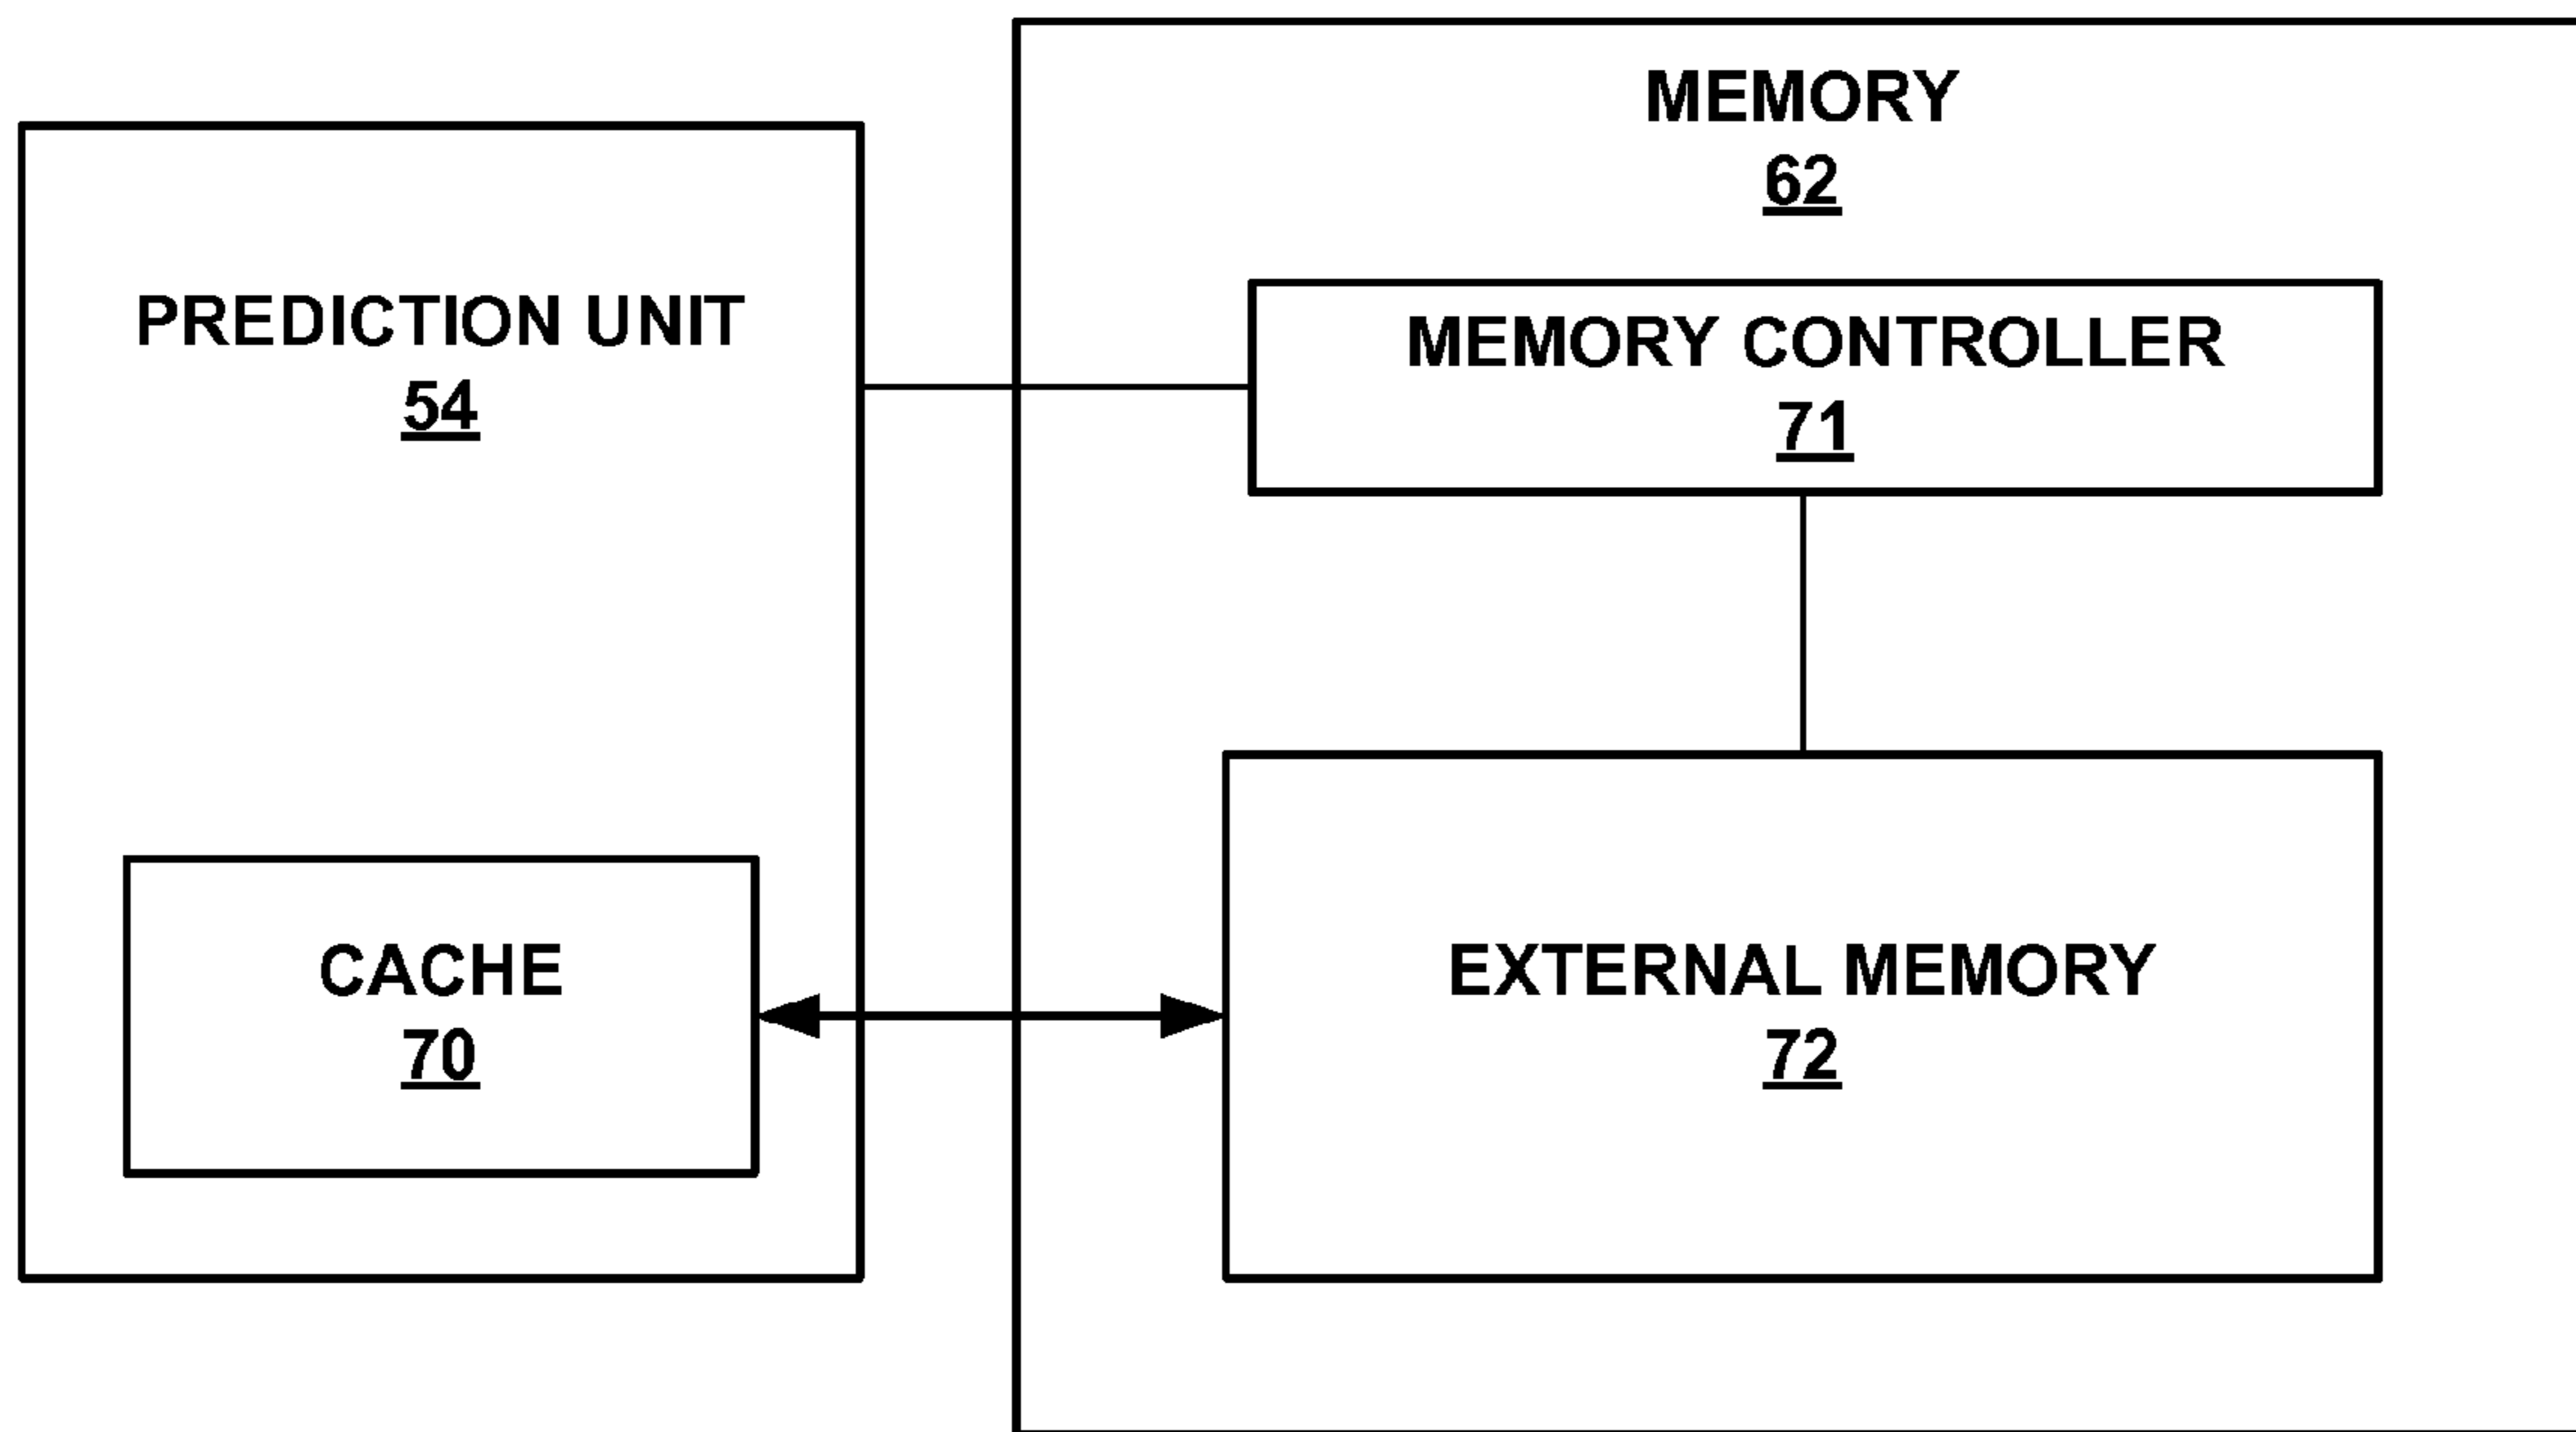 MEMORY
62
PREDICTION UNIT
54
MEMORY CONTROLLER
71
CACHE
70
EXTERNAL MEMORY
72